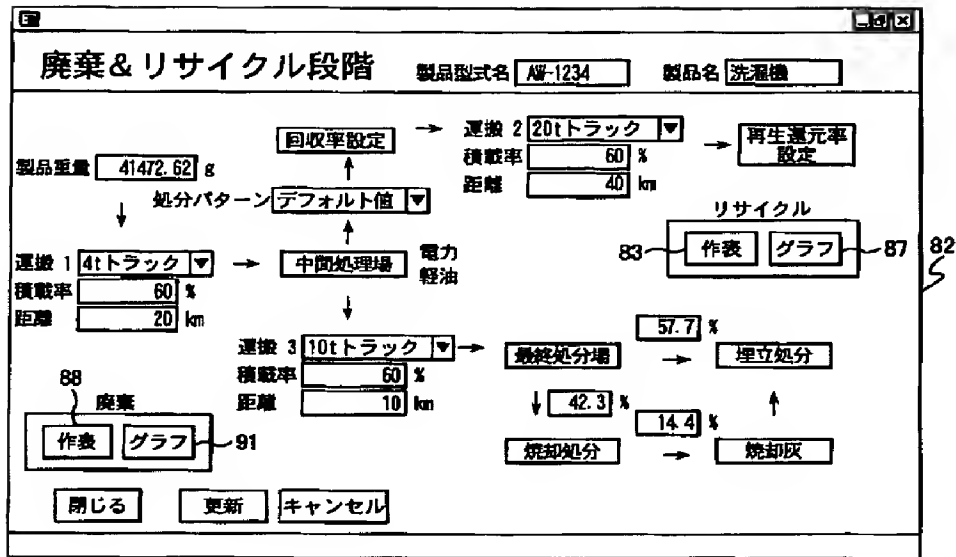 廃棄&リサイクル段階 製品型式名 AW-1234 製品名 洗濯機
回収率設定 → 運搬 2 20tトラック ▼ → 再生還元率設定
積載率 60 %
距離 40 km
製品重量 41472.62 g
処分パターン デフォルト値 ▼
リサイクル
83 作表 グラフ 87 82
運搬 1 4tトラック ▼ → 中間処理場 電力
軽油
積載率 60 %
距離 20 km
57.7 %
運搬 3 10tトラック ▼ → 最終処分場 → 埋立処分
積載率 60 %
距離 10 km
42.3 %
14.4 %
焼却処分 → 焼却灰
88
廃棄
作表 グラフ 91
閉じる 更新 キャンセル